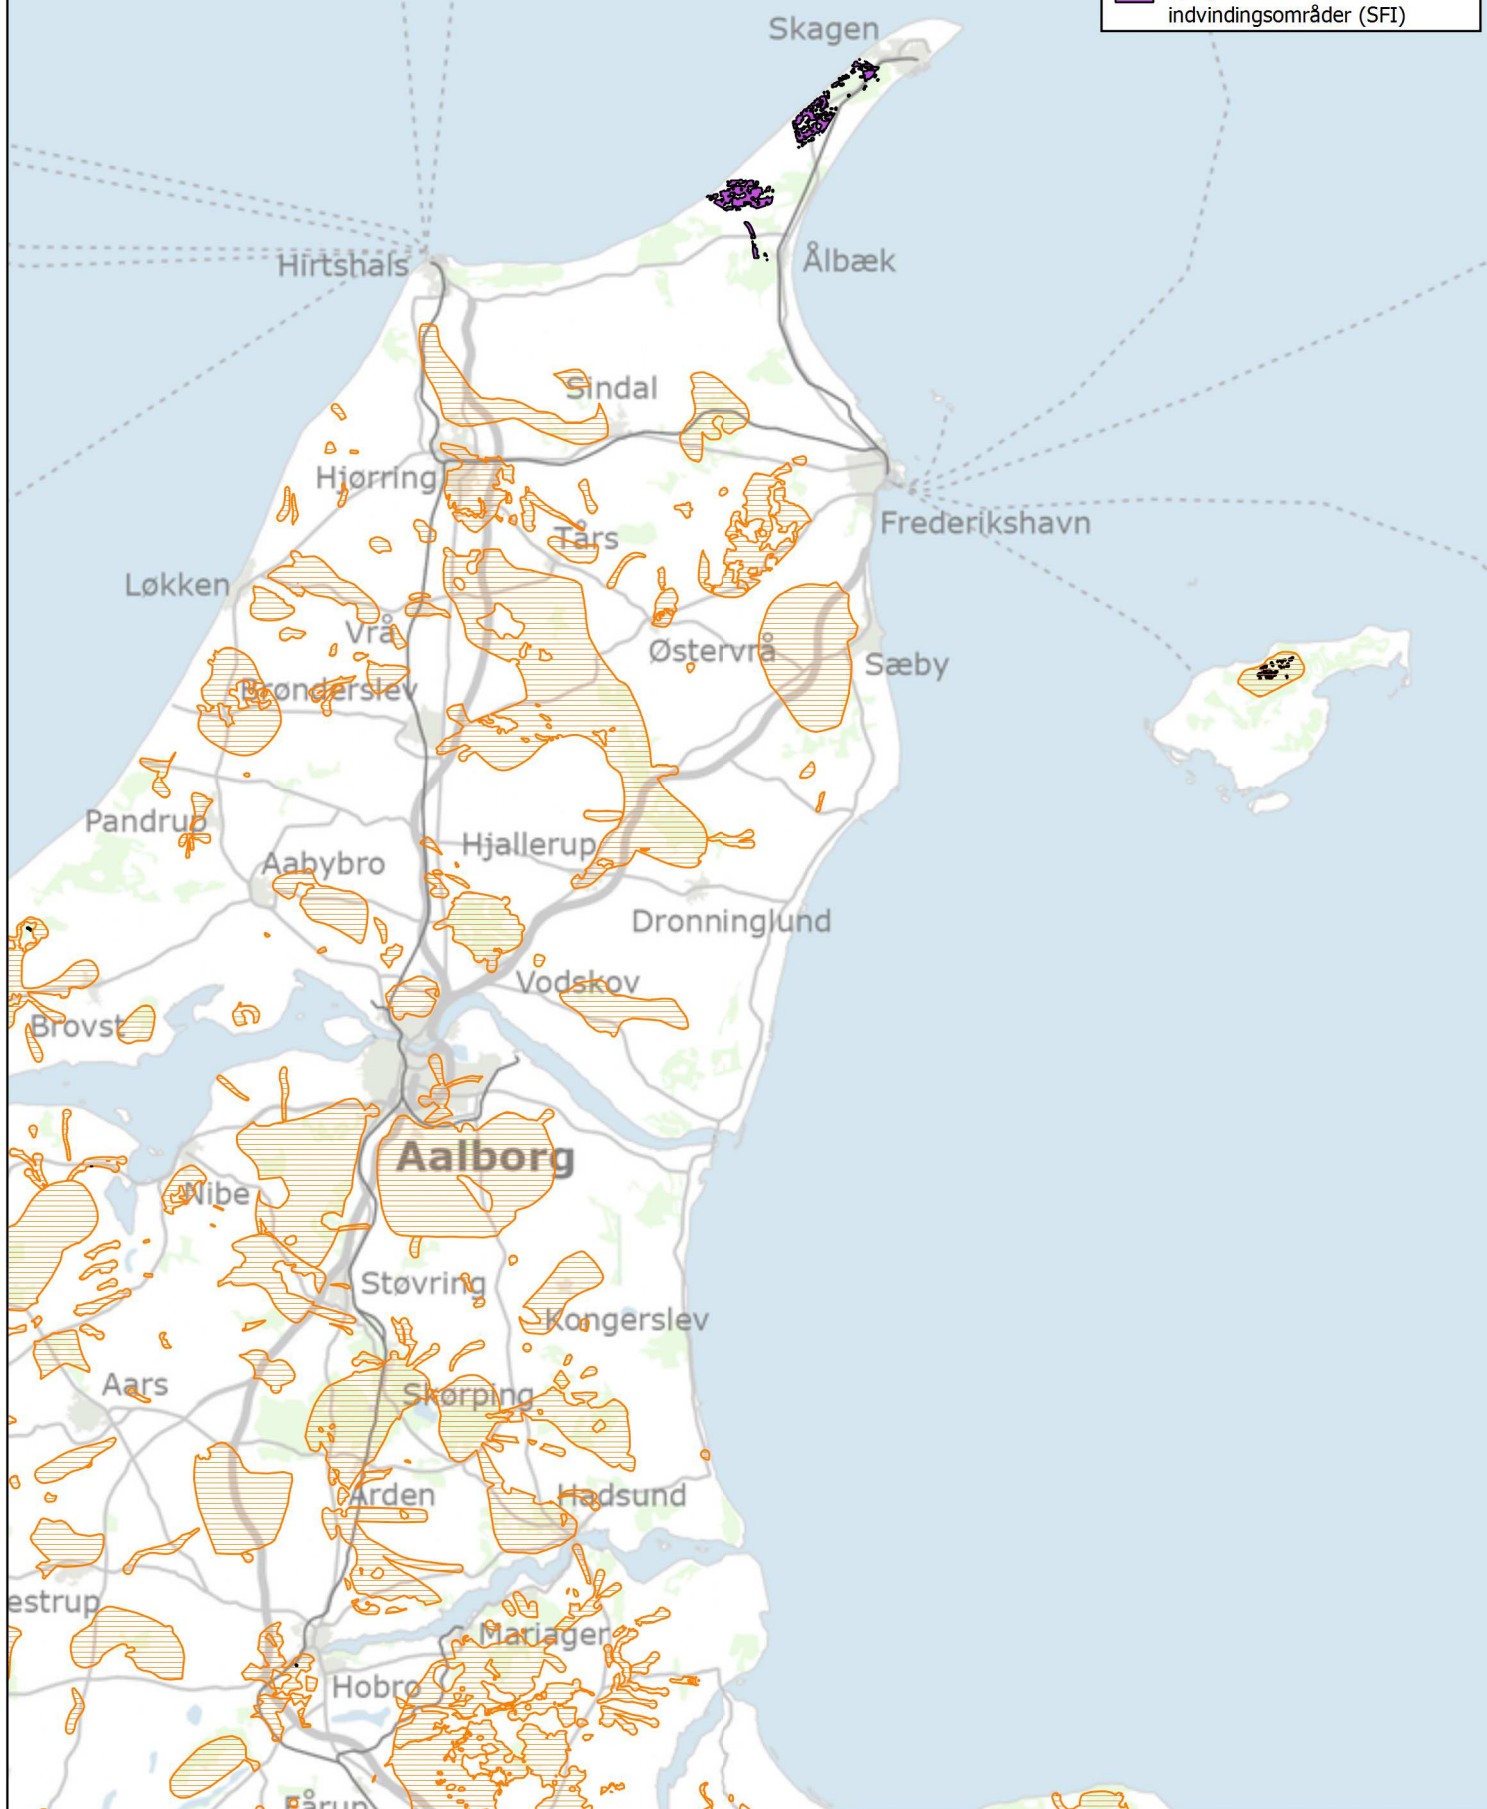 indvindingsområder (SFI)
Skagen
Hirtshals
Ålbæk
Sindal
Hjørring
Frederikshavn
Tårs
Løkken
Vrå
Østervrå
Sæby
Brønderslev
Pandrup
Hjallerup
Aabybro
Dronninglund
Vodskov
Brovst
Aalborg
Nibe
Støvring
Kongerslev
Aars
Skørping
Arden
Hadsund
estrup
Mariager
Hobro
Fårup